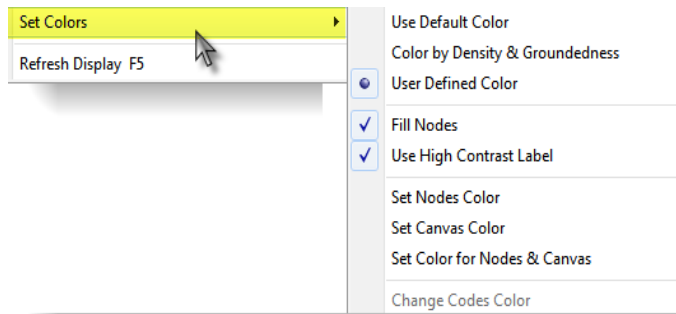 Set Colors
Refresh Display F5
Use Default Color
Color by Density & Groundedness
User Defined Color
Fill Nodes
Use High Contrast Label
Set Nodes Color
Set Canvas Color
Set Color for Nodes & Canvas
Change Codes Color